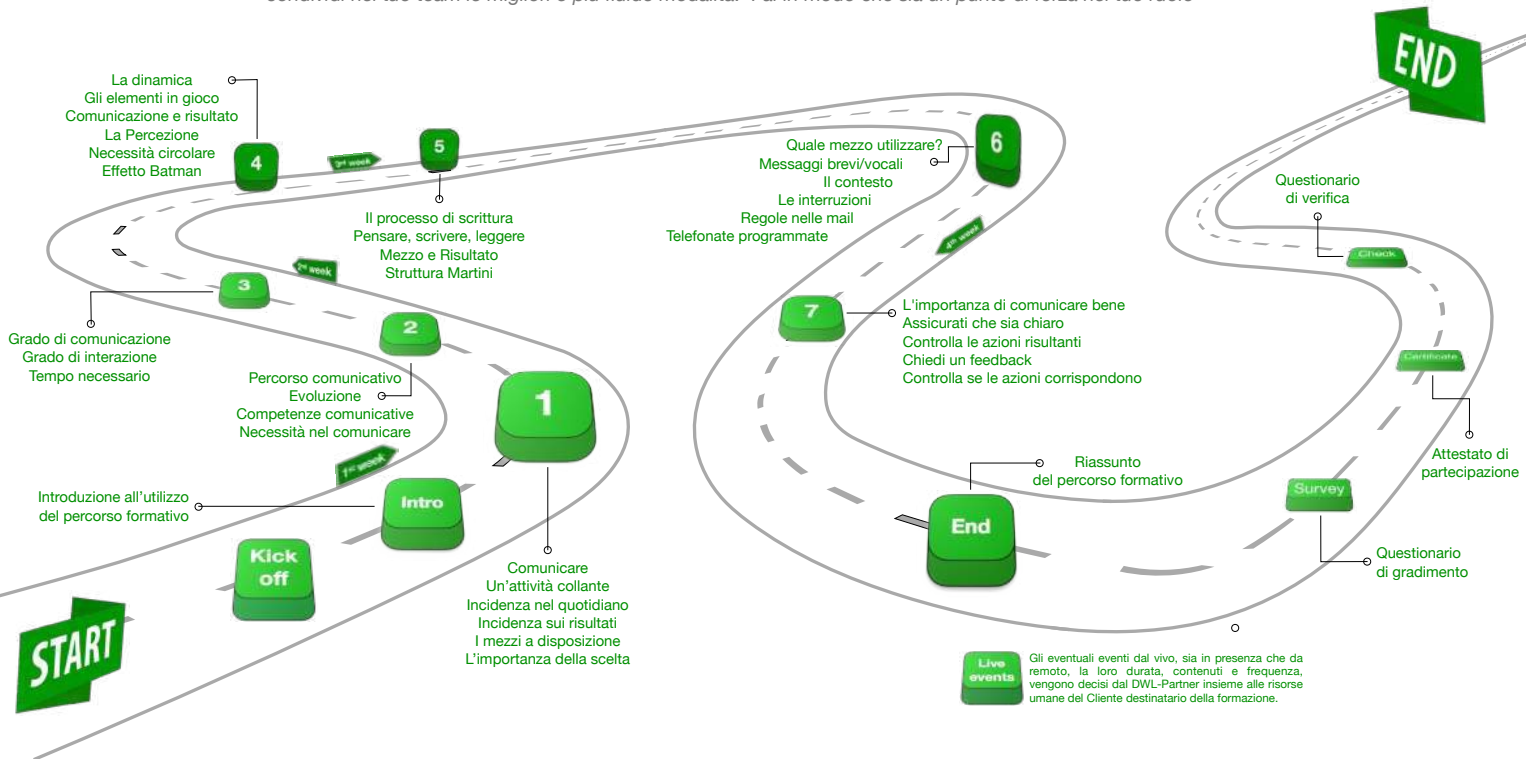 START
Kick
off
Intro
Introduzione all’utilizzo
del percorso formativo
1st week
1
Comunicare
Un’attività collante
Incidenza nel quotidiano
Incidenza sui risultati
I mezzi a disposizione
L’importanza della scelta
2
Percorso comunicativo
Evoluzione
Competenze comunicative
Necessità nel comunicare
2nd week
3
Grado di comunicazione
Grado di interazione
Tempo necessario
La dinamica
Gli elementi in gioco
Comunicazione e risultato
La Percezione
Necessità circolare
Effetto Batman
4
3rd week
5
Il processo di scrittura
Pensare, scrivere, leggere
Mezzo e Risultato
Struttura Martini
6
Quale mezzo utilizzare?
Messaggi brevi/vocali
Il contesto
Le interruzioni
Regole nelle mail
Telefonate programmate
4th week
7
L'importanza di comunicare bene
Assicurati che sia chiaro
Controlla le azioni risultanti
Chiedi un feedback
Controlla se le azioni corrispondono
End
Riassunto
del percorso formativo
Survey
Questionario
di gradimento
Certificate
Attestato di
partecipazione
Check
Questionario
di verifica
END
Live
events
Gli eventuali eventi dal vivo, sia in presenza che da
remoto, la loro durata, contenuti e frequenza,
vengono decisi dal DWL-Partner insieme alle risorse
umane del Cliente destinatario della formazione.